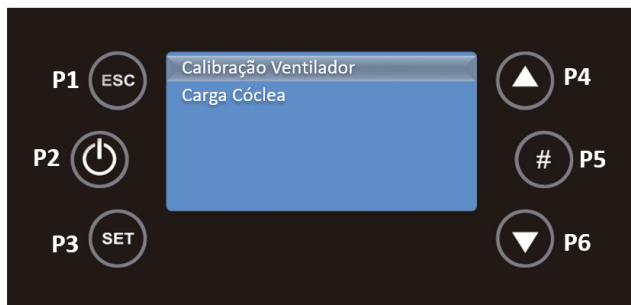 P1 ESC
Calibração Ventilador
Carga Cóclea
P4
P2
# P5
P3 SET
P6